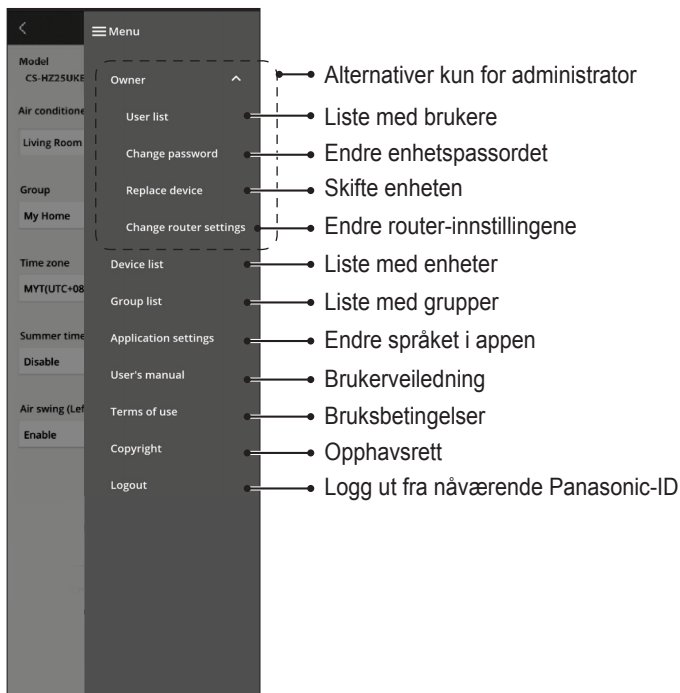 Menu
Model
CS-HZ25UKE
Air conditione
Living Room
Group
My Home
Time zone
MYT(UTC+08
Summer time
Disable
Air swing (Lef
Enable
Owner
Alternativer kun for administrator
User list
Liste med brukere
Change password
Endre enhetspassordet
Replace device
Skifte enheten
Change router settings
Endre router-innstillingene
Device list
Liste med enheter
Group list
Liste med grupper
Application settings
Endre språket i appen
User's manual
Brukerveiledning
Terms of use
Bruksbetingelser
Copyright
Opphavsrett
Logout
Logg ut fra nåværende Panasonic-ID